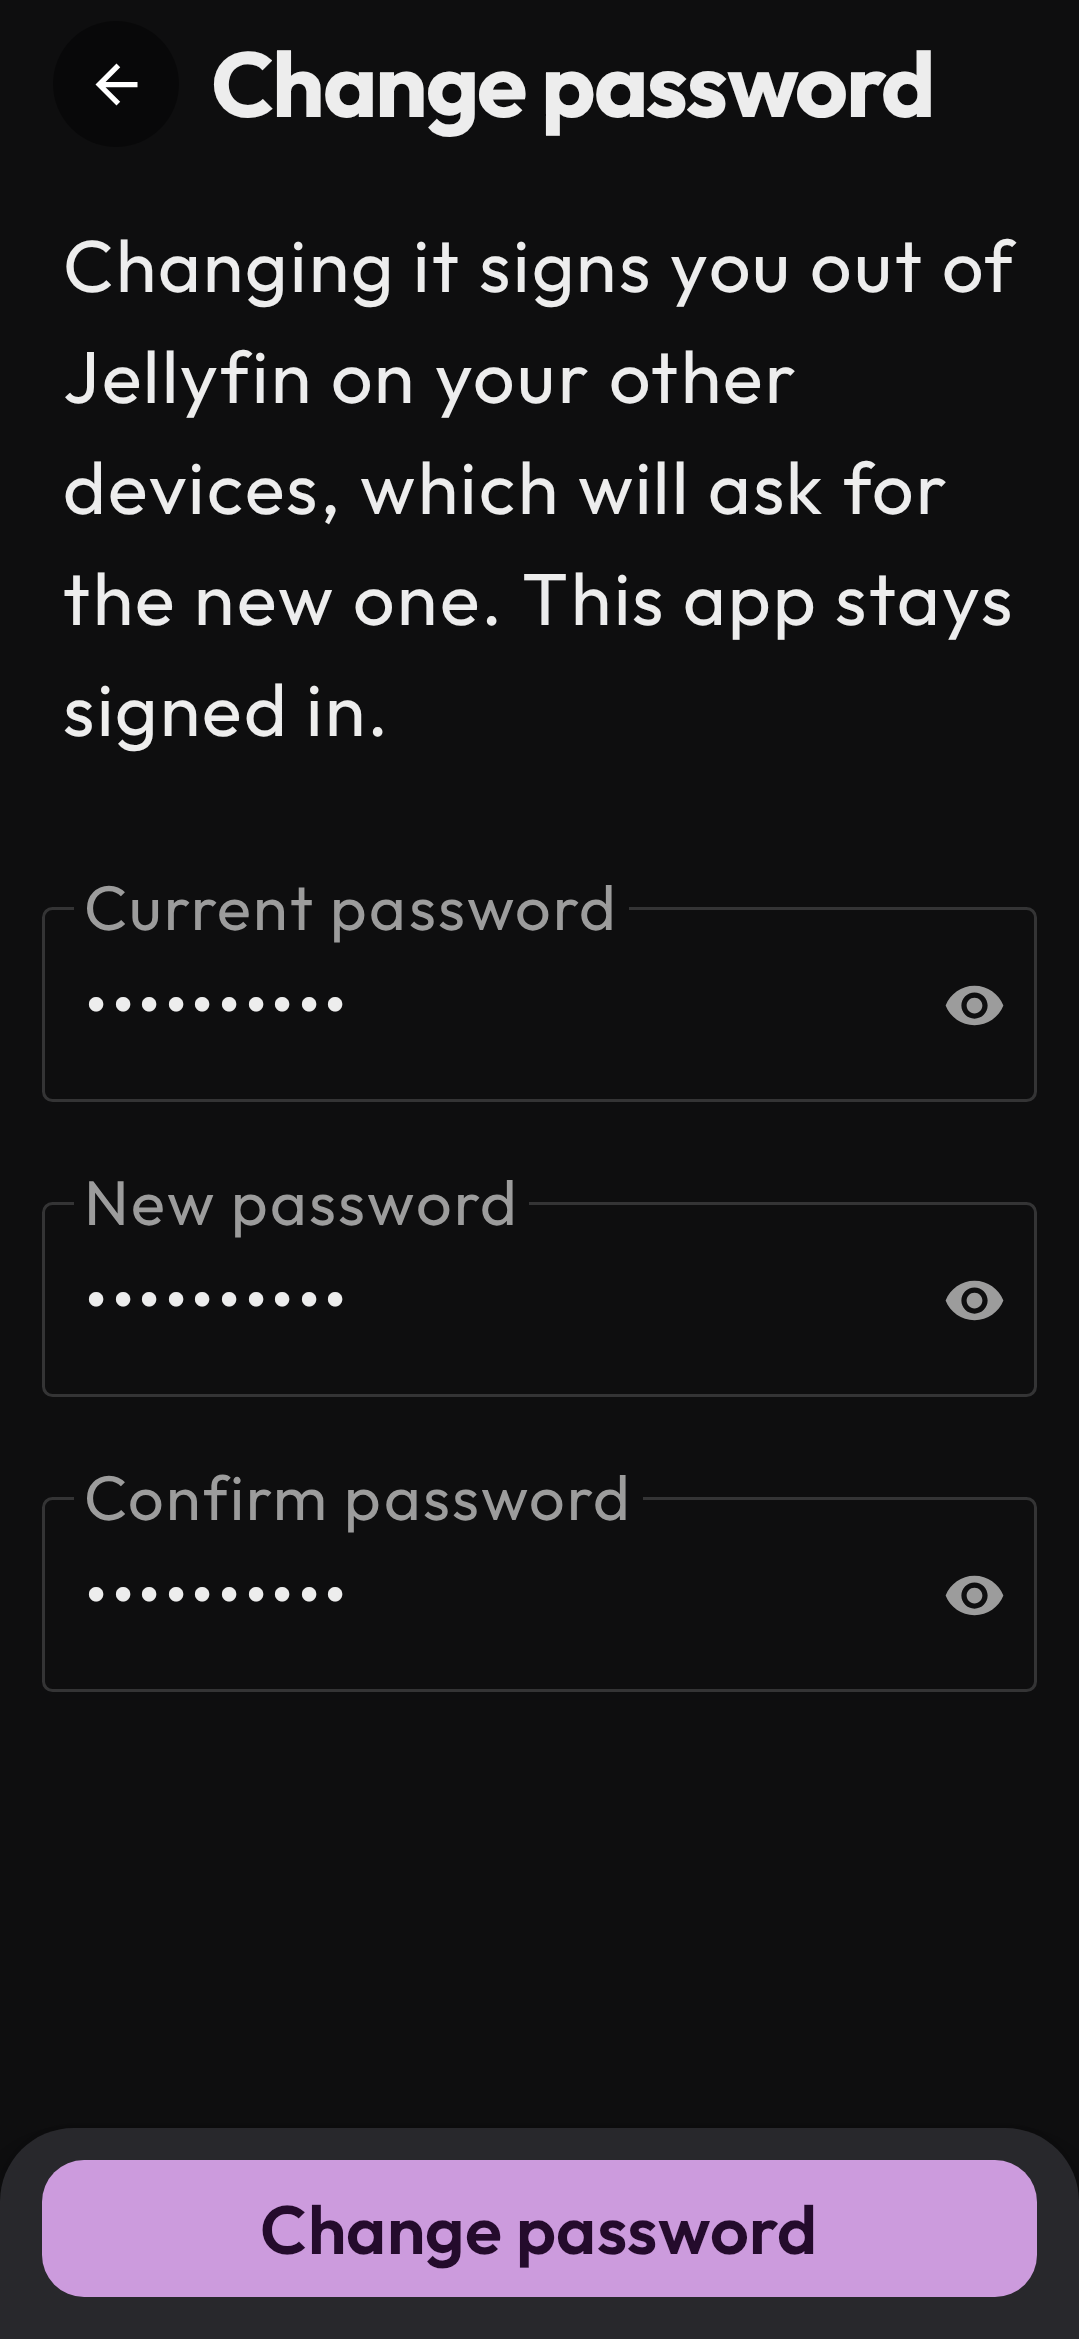 Change password
Changing it signs you out of
Jellyfin on your other
devices, which will ask for
the new one. This app stays
signed in.
Current password
••••••••••
New password
••••••••••
Confirm password
••••••••••
Change password